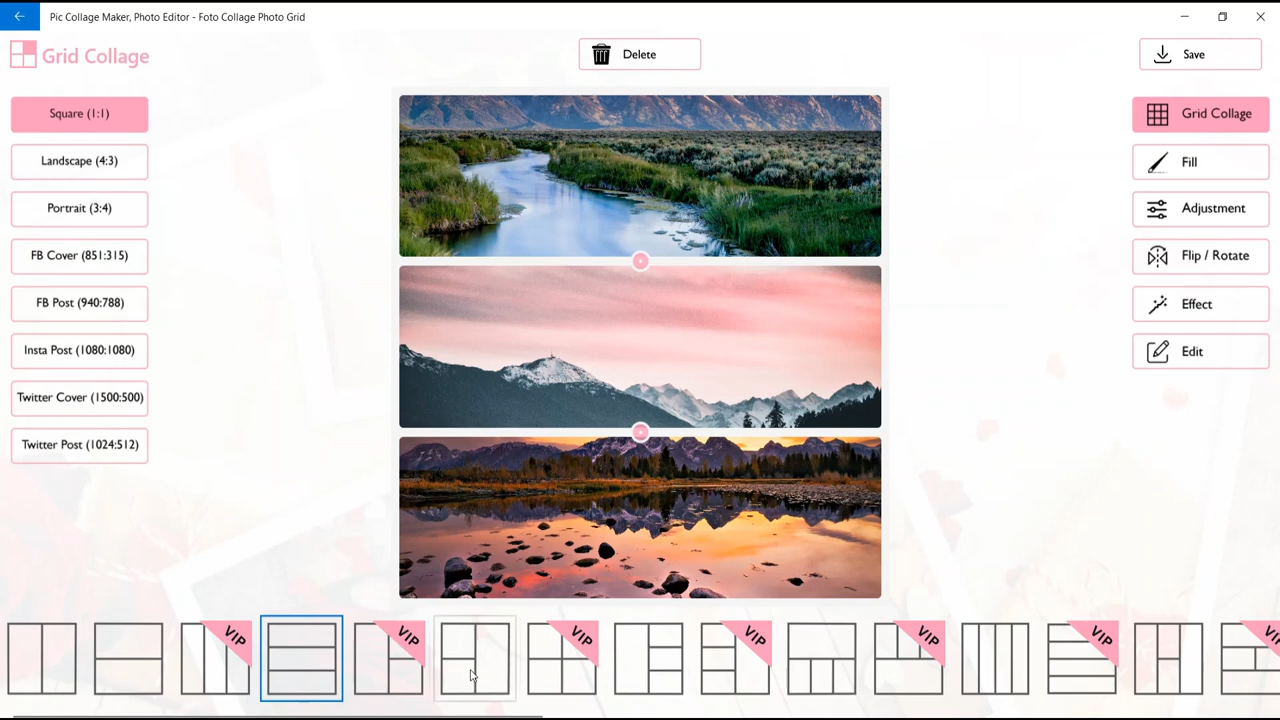 Pic Collage Maker, Photo Editor - Foto Collage Photo Grid
Grid Collage
Delete
Save
Square (1:1)
Landscape (4:3)
Portrait (3:4)
FB Cover (851:315)
FB Post (940:788)
Insta Post (1080:1080)
Twitter Cover (1500:500)
Twitter Post (1024:512)
Grid Collage
Fill
Adjustment
Flip / Rotate
Effect
Edit
VIP
VIP
VIP
VIP
VIP
VIP